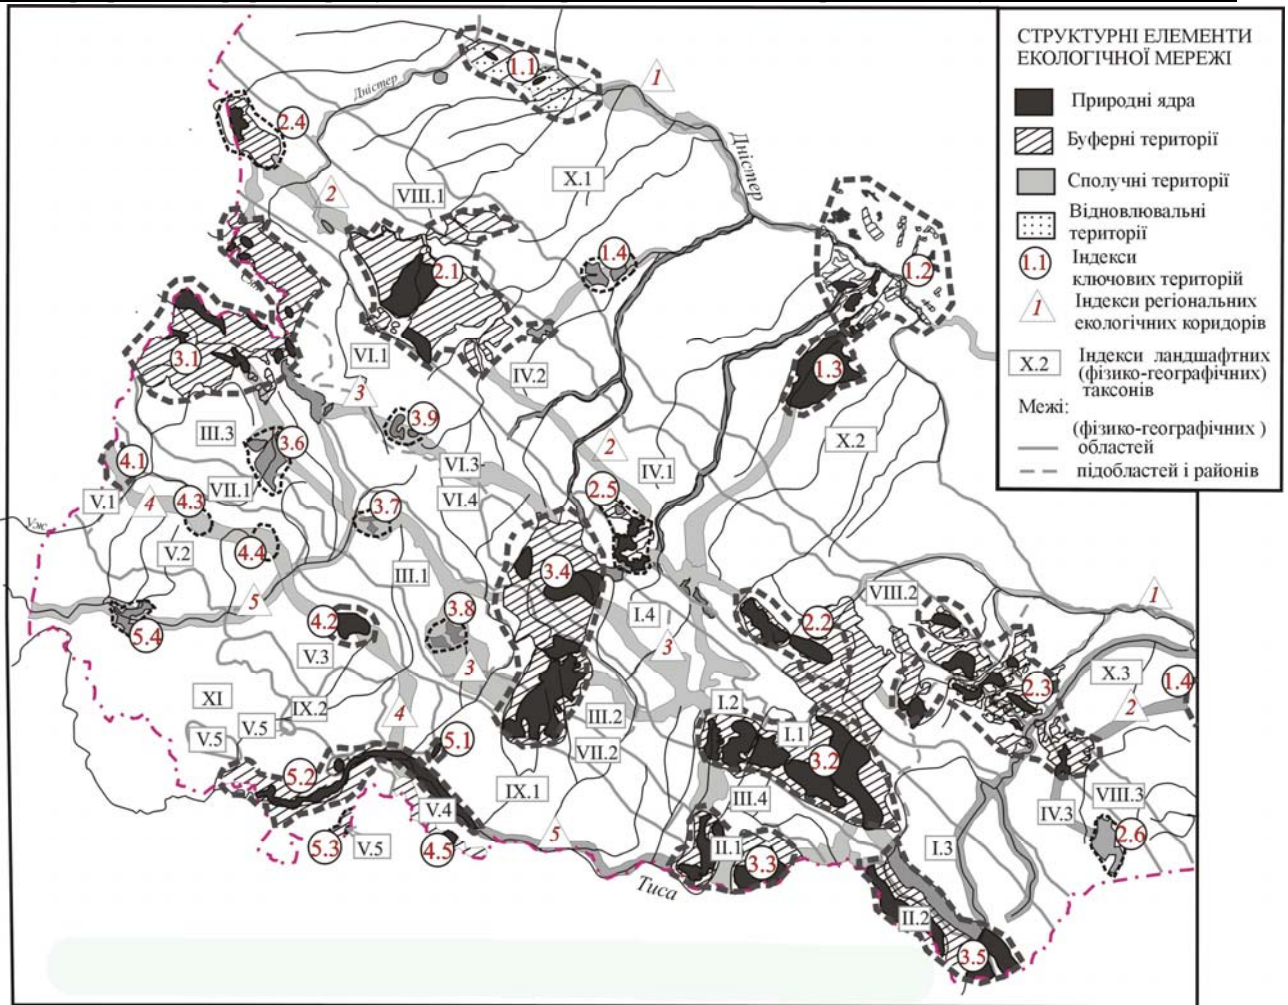 СТРУКТУРНІ ЕЛЕМЕНТИ
ЕКОЛОГІЧНОЇ МЕРЕЖІ
Природні ядра
Буферні території
Сполучні території
Відновлювальні
території
1.1
Індекси
ключових територій
1
Індекси регіональних
екологічних коридорів
X.2
Індекси ландшафтних
(фізико-географічних)
таксонів
Межі:
(фізико-географічних )
областей
підобластей і районів
1.1
1
Дністер
2.4
Дністер
2
VIII.1
X.1
2.1
1.4
1.2
3.1
VI.1
IV.2
1.3
3
3.9
X.2
III.3
3.6
2
4.1
VI.3
IV.1
VII.1
VI.4
2.5
V.1
4
4.3
3.7
Уж
V.2
4.4
3.4
III.1
VIII.2
5
3.8
I.4
1
5.4
4.2
2.2
V.3
3
3
X.3
2.3
1.4
XI
IX.2
4
I.2
2
V.5
V.5
III.2
I.1
5.1
VII.2
3.2
5.2
IX.1
III.4
VIII.3
V.4
IV.3
5.3
V.5
4.5
5
II.1
3.3
I.3
2.6
Тиса
II.2
3.5